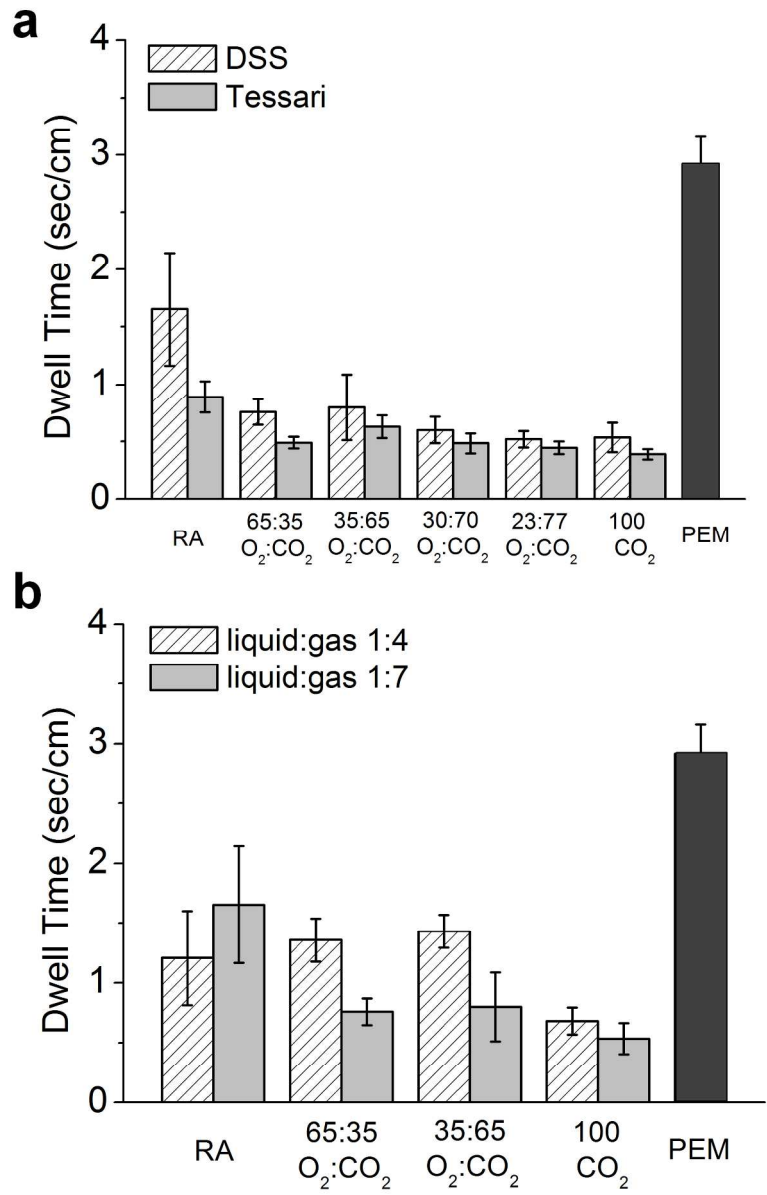 a
4
3
2
1
0
Dwell Time (sec/cm)
DSS
Tessari
RA
65:35
O₂:CO₂
35:65
O₂:CO₂
30:70
O₂:CO₂
23:77
O₂:CO₂
100
CO₂
PEM
b
4
3
2
1
0
Dwell Time (sec/cm)
liquid:gas 1:4
liquid:gas 1:7
RA
65:35
O₂:CO₂
35:65
O₂:CO₂
100
CO₂
PEM